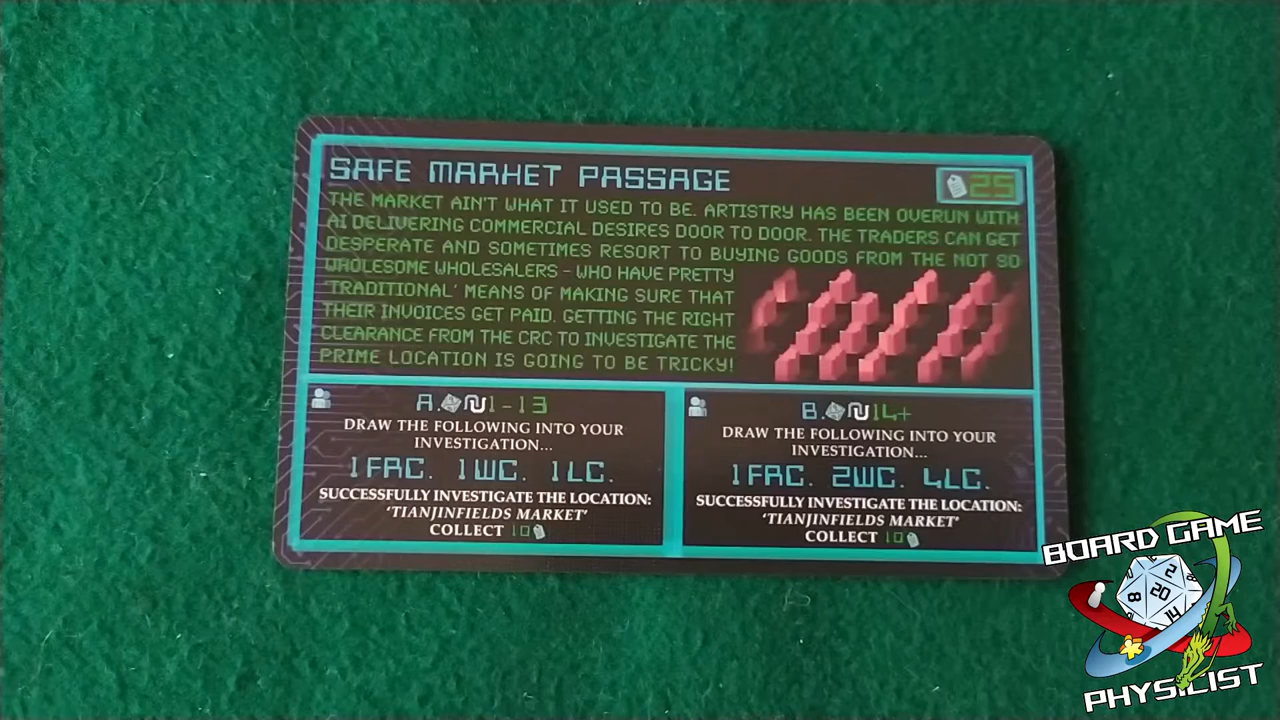 SAFE MARKET PASSAGE
25
THE MARKET AIN'T WHAT IT USED TO BE. ARTISTRY HAS BEEN OVERUN WITH
AI DELIVERING COMMERCIAL DESIRES DOOR TO DOOR. THE TRADERS CAN GET
DESPERATE AND SOMETIMES RESORT TO BUYING GOODS FROM THE NOT SO
WHOLESOME WHOLESALERS - WHO HAVE PRETTY
'TRADITIONAL' MEANS OF MAKING SURE THAT
THEIR INVOICES GET PAID. GETTING THE RIGHT
CLEARANCE FROM THE CRC TO INVESTIGATE THE
PRIME LOCATION IS GOING TO BE TRICKY!
A. 1-13
DRAW THE FOLLOWING INTO YOUR
INVESTIGATION...
1FRC. 1WC. 1LC.
SUCCESSFULLY INVESTIGATE THE LOCATION:
'TIANJINFIELDS MARKET'
COLLECT 10
B. 14+
DRAW THE FOLLOWING INTO YOUR
INVESTIGATION...
1FRC. 2WC. 4LC.
SUCCESSFULLY INVESTIGATE THE LOCATION:
'TIANJINFIELDS MARKET'
COLLECT 10
BOARD GAME
2
8
20
14
PHYSILIST